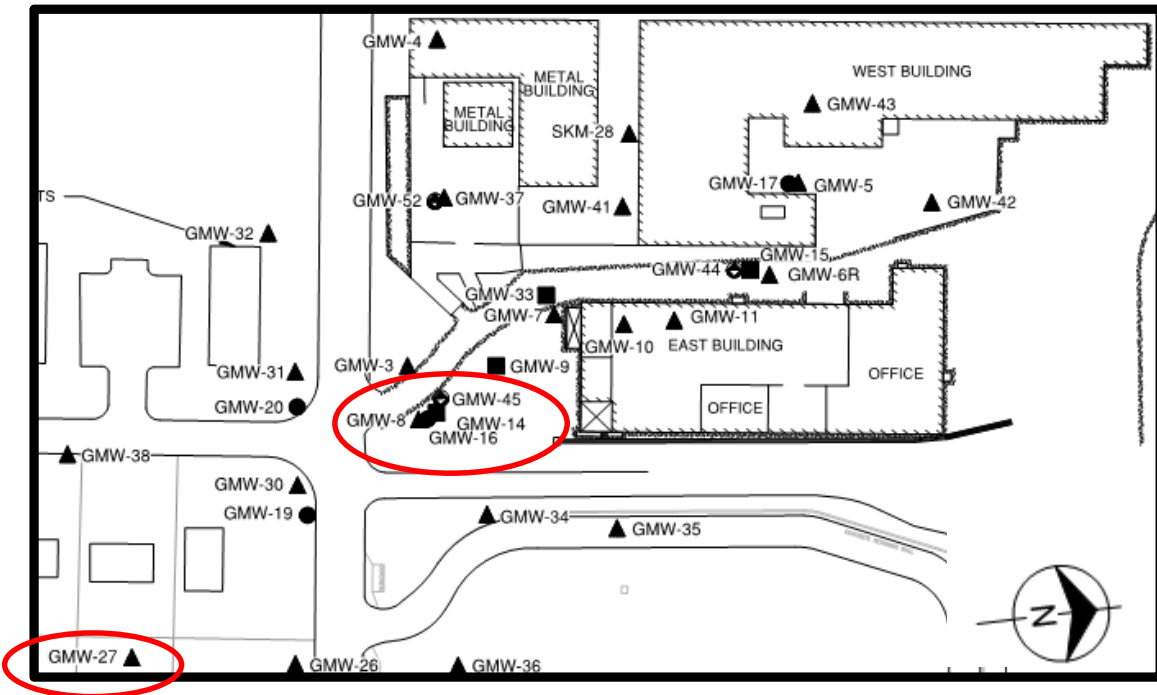 GMW-4
METAL
BUILDING
WEST BUILDING
METAL
BUILDING
GMW-43
SKM-28
TS
GMW-52
GMW-37
GMW-41
GMW-17
GMW-5
GMW-42
GMW-32
GMW-15
GMW-44
GMW-6R
GMW-33
GMW-7
GMW-11
GMW-10
EAST BUILDING
GMW-31
GMW-3
GMW-9
OFFICE
GMW-20
GMW-45
OFFICE
GMW-8
GMW-14
GMW-16
GMW-38
GMW-30
GMW-19
GMW-34
GMW-35
N
GMW-27
GMW-26
GMW-36